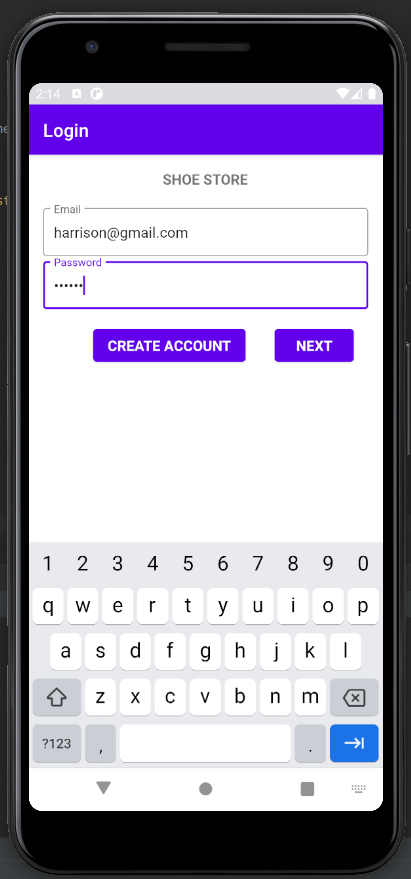 2:14
Login
SHOE STORE
Email
harrison@gmail.com
Password
••••••
CREATE ACCOUNT NEXT
1 2 3 4 5 6 7 8 9 0
q w e r t y u i o p
a s d f g h j k l
z x c v b n m
?123 , .